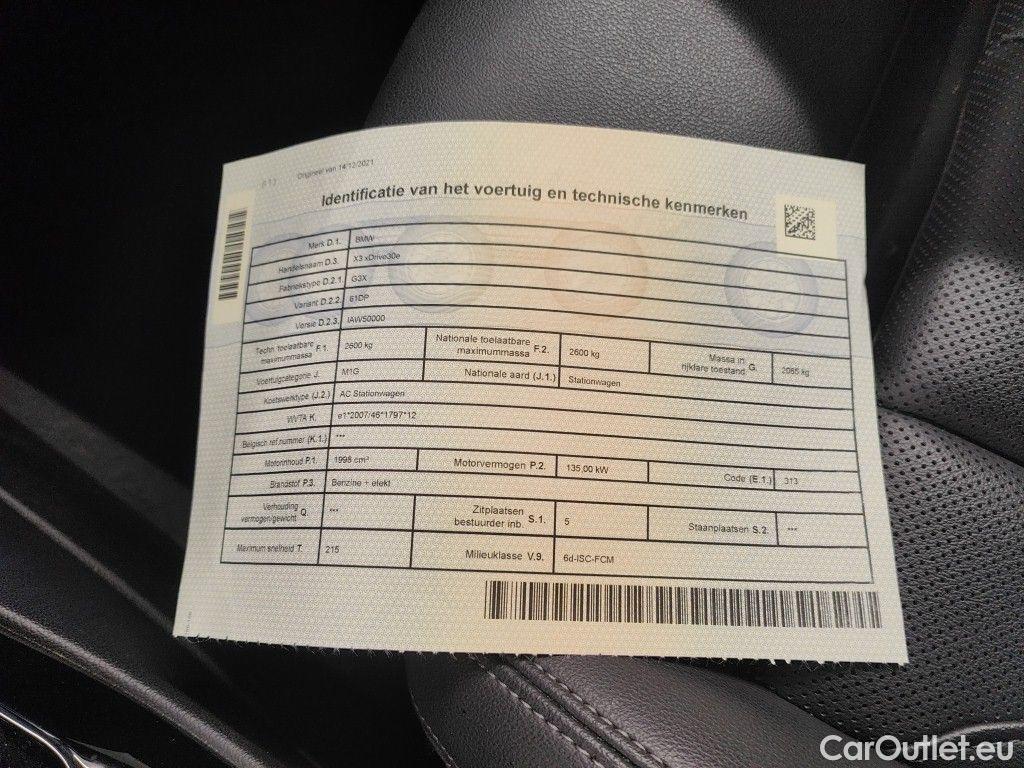 Origineel van 14/12/2021
Identificatie van het voertuig en technische kenmerken
Merk D.1. BMW
Handelsnaam D.3. X3 xDrive30e
Fabriekstype D.2.1. G3X
Variant D.2.2. 61DP
Versie D.2.3. IAW50000
Techn. toelaatbare maximummassa F.1. 2600 kg Nationale toelaatbare maximummassa F.2. 2600 kg Massa in rijklare toestand G. 2065 kg
Voertuigcategorie J. M1G Nationale aard (J.1.) Stationwagen
Koetswerktype (J.2.) AC Stationwagen
WVTA K. e1*2007/46*1797*12
Belgisch ref.nummer (K.1.) ***
Motorinhoud P.1. 1998 cm³ Motorvermogen P.2. 135,00 kW Code (E.1.) 313
Brandstof P.3. Benzine + elekt
Verhouding vermogen/gewicht Q. *** Zitplaatsen bestuurder inb. S.1. 5 Staanplaatsen S.2. ***
Maximum snelheid T. 215 Milieuklasse V.9. 6d-ISC-FCM
CarOutlet.eu